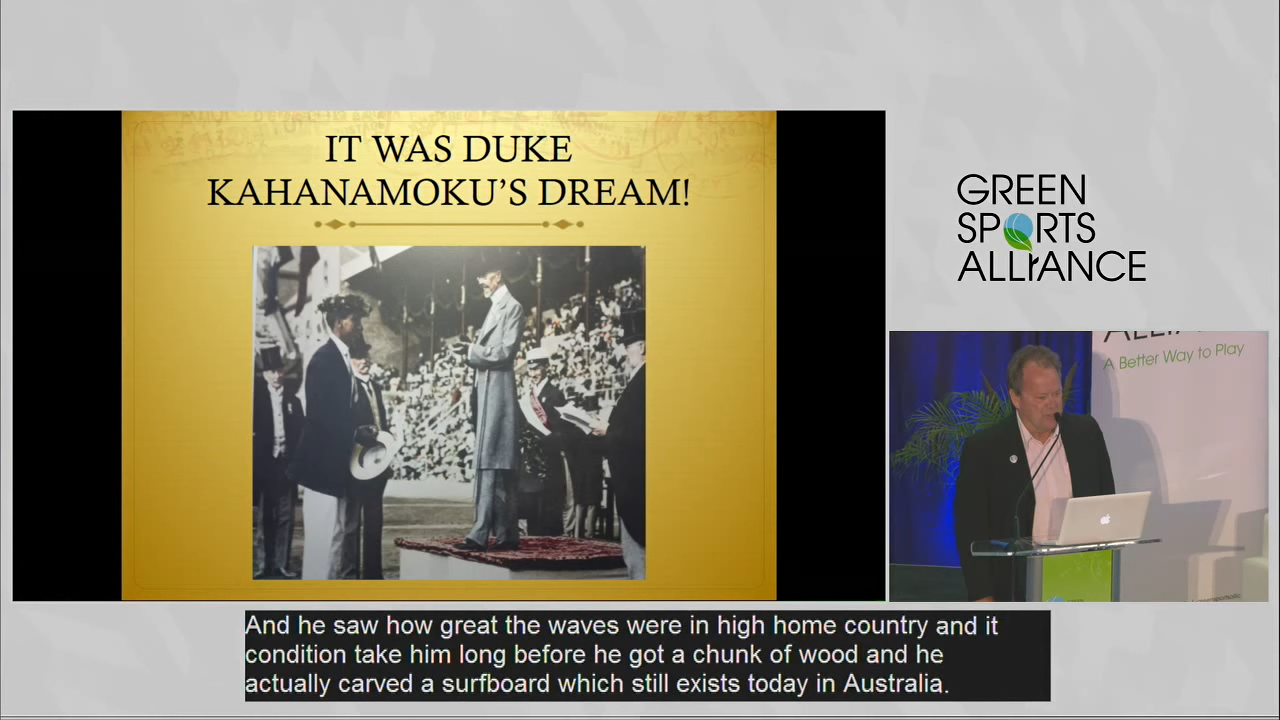 IT WAS DUKE
KAHANAMOKU'S DREAM!
GREEN
SPORTS
ALLIANCE
A Better Way to Play
And he saw how great the waves were in high home country and it
condition take him long before he got a chunk of wood and he
actually carved a surfboard which still exists today in Australia.